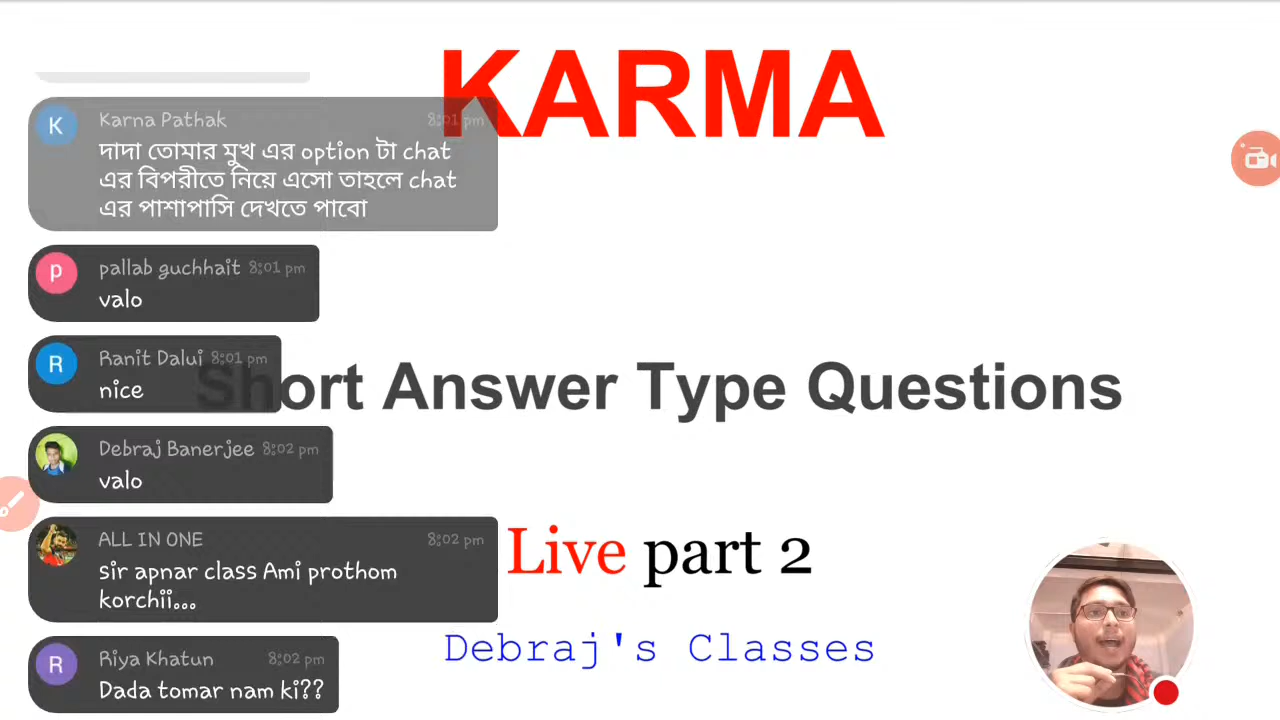 KARMA
K
Karna Pathak 8:01 pm
দাদা তোমার মুখ এর option টা chat
এর বিপরীতে নিয়ে এসো তাহলে chat
এর পাশাপাসি দেখতে পাবো
p
pallab guchhait 8:01 pm
valo
R
Ranit Dalui 8:01 pm
nice
Short Answer Type Questions
Debraj Banerjee 8:02 pm
valo
ALL IN ONE 8:02 pm
sir apnar class Ami prothom
korchii...
Live part 2
Debraj's Classes
R
Riya Khatun 8:02 pm
Dada tomar nam ki??